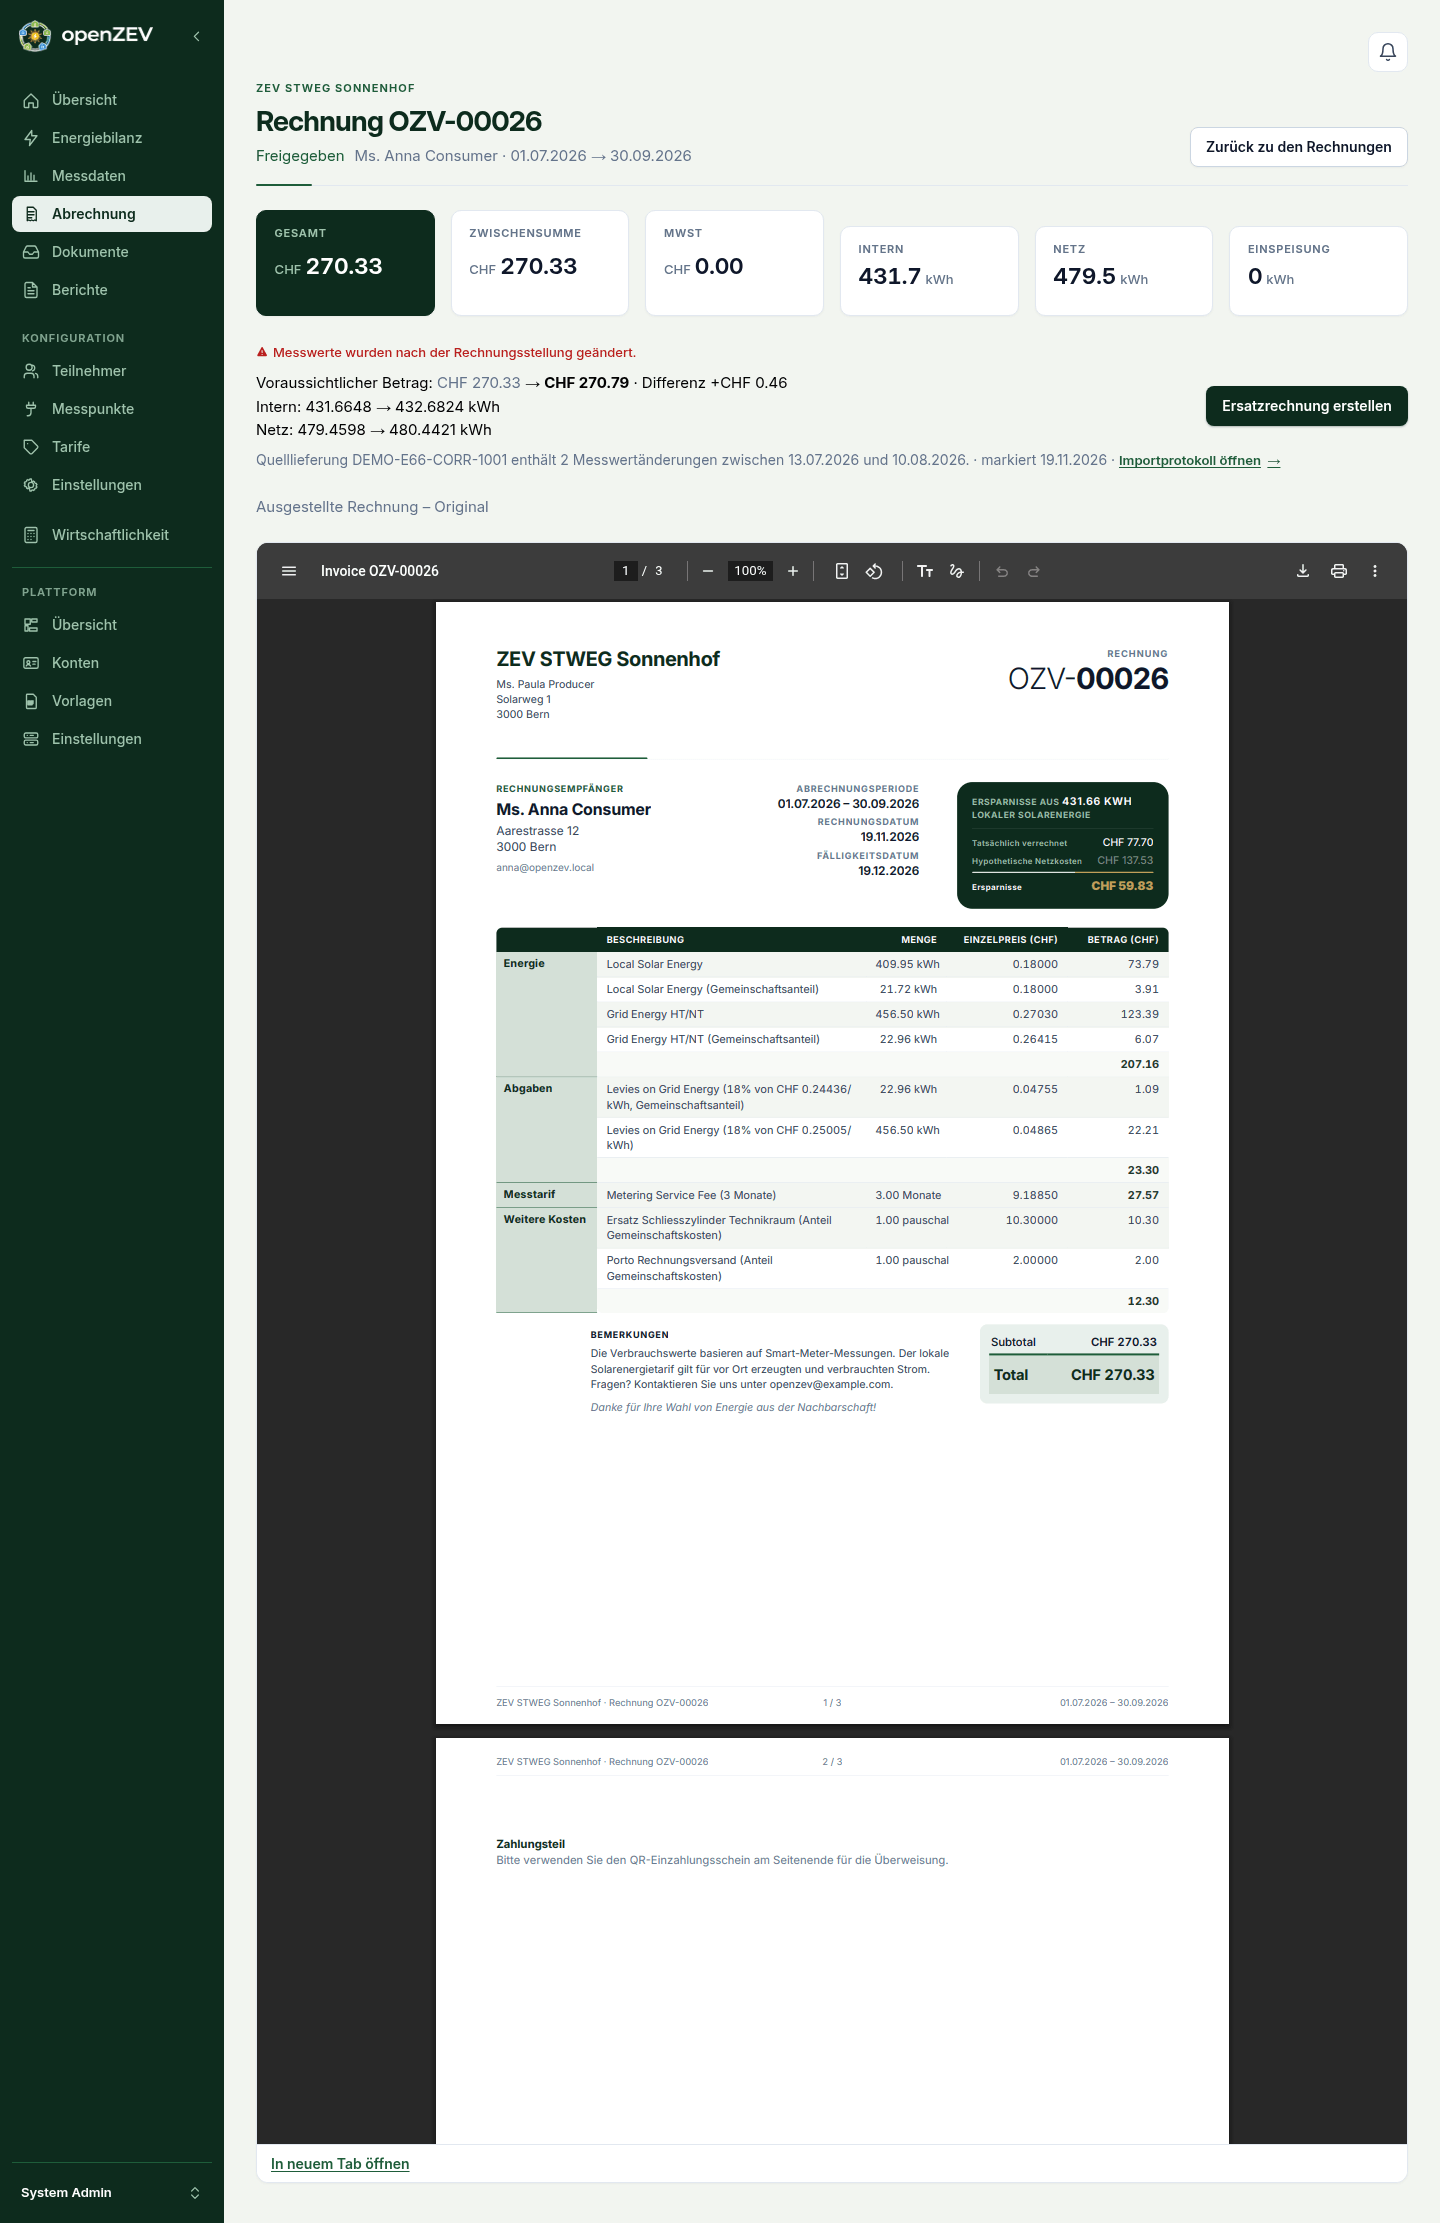 openZEV
Übersicht
Energiebilanz
Messdaten
Abrechnung
Dokumente
Berichte
KONFIGURATION
Teilnehmer
Messpunkte
Tarife
Einstellungen
Wirtschaftlichkeit
PLATTFORM
Übersicht
Konten
Vorlagen
Einstellungen
System Admin
ZEV STWEG SONNENHOF
Rechnung OZV-00026
Freigegeben Ms. Anna Consumer · 01.07.2026 → 30.09.2026
Zurück zu den Rechnungen
GESAMT
CHF 270.33
ZWISCHENSUMME
CHF 270.33
MWST
CHF 0.00
INTERN
431.7 kWh
NETZ
479.5 kWh
EINSPEISUNG
0 kWh
Messwerte wurden nach der Rechnungsstellung geändert.
Voraussichtlicher Betrag: CHF 270.33 → CHF 270.79 · Differenz +CHF 0.46
Intern: 431.6648 → 432.6824 kWh
Netz: 479.4598 → 480.4421 kWh
Ersatzrechnung erstellen
Quelllieferung DEMO-E66-CORR-1001 enthält 2 Messwertänderungen zwischen 13.07.2026 und 10.08.2026. · markiert 19.11.2026 · Importprotokoll öffnen →
Ausgestellte Rechnung – Original
Invoice OZV-00026
1 / 3
100%
ZEV STWEG Sonnenhof
Ms. Paula Producer
Solarweg 1
3000 Bern
RECHNUNG
OZV-00026
RECHNUNGSEMPFÄNGER
Ms. Anna Consumer
Aarestrasse 12
3000 Bern
anna@openzev.local
ABRECHNUNGSPERIODE
01.07.2026 – 30.09.2026
RECHNUNGSDATUM
19.11.2026
FÄLLIGKEITSDATUM
19.12.2026
ERSPARNISSE AUS 431.66 KWH
LOKALER SOLARENERGIE
Tatsächlich verrechnet CHF 77.70
Hypothetische Netzkosten CHF 137.53
Ersparnisse CHF 59.83
BESCHREIBUNG MENGE EINZELPREIS (CHF) BETRAG (CHF)
Energie Local Solar Energy 409.95 kWh 0.18000 73.79
Local Solar Energy (Gemeinschaftsanteil) 21.72 kWh 0.18000 3.91
Grid Energy HT/NT 456.50 kWh 0.27030 123.39
Grid Energy HT/NT (Gemeinschaftsanteil) 22.96 kWh 0.26415 6.07
207.16
Abgaben Levies on Grid Energy (18% von CHF 0.24436/ 22.96 kWh 0.04755 1.09
kWh, Gemeinschaftsanteil)
Levies on Grid Energy (18% von CHF 0.25005/ 456.50 kWh 0.04865 22.21
kWh)
23.30
Messtarif Metering Service Fee (3 Monate) 3.00 Monate 9.18850 27.57
Weitere Kosten Ersatz Schliesszylinder Technikraum (Anteil 1.00 pauschal 10.30000 10.30
Gemeinschaftskosten)
Porto Rechnungsversand (Anteil 1.00 pauschal 2.00000 2.00
Gemeinschaftskosten)
12.30
BEMERKUNGEN
Die Verbrauchswerte basieren auf Smart-Meter-Messungen. Der lokale
Solarenergietarif gilt für vor Ort erzeugten und verbrauchten Strom.
Fragen? Kontaktieren Sie uns unter openzev@example.com.
Danke für Ihre Wahl von Energie aus der Nachbarschaft!
Subtotal CHF 270.33
Total CHF 270.33
ZEV STWEG Sonnenhof · Rechnung OZV-00026 1 / 3 01.07.2026 – 30.09.2026
ZEV STWEG Sonnenhof · Rechnung OZV-00026 2 / 3 01.07.2026 – 30.09.2026
Zahlungsteil
Bitte verwenden Sie den QR-Einzahlungsschein am Seitenende für die Überweisung.
In neuem Tab öffnen